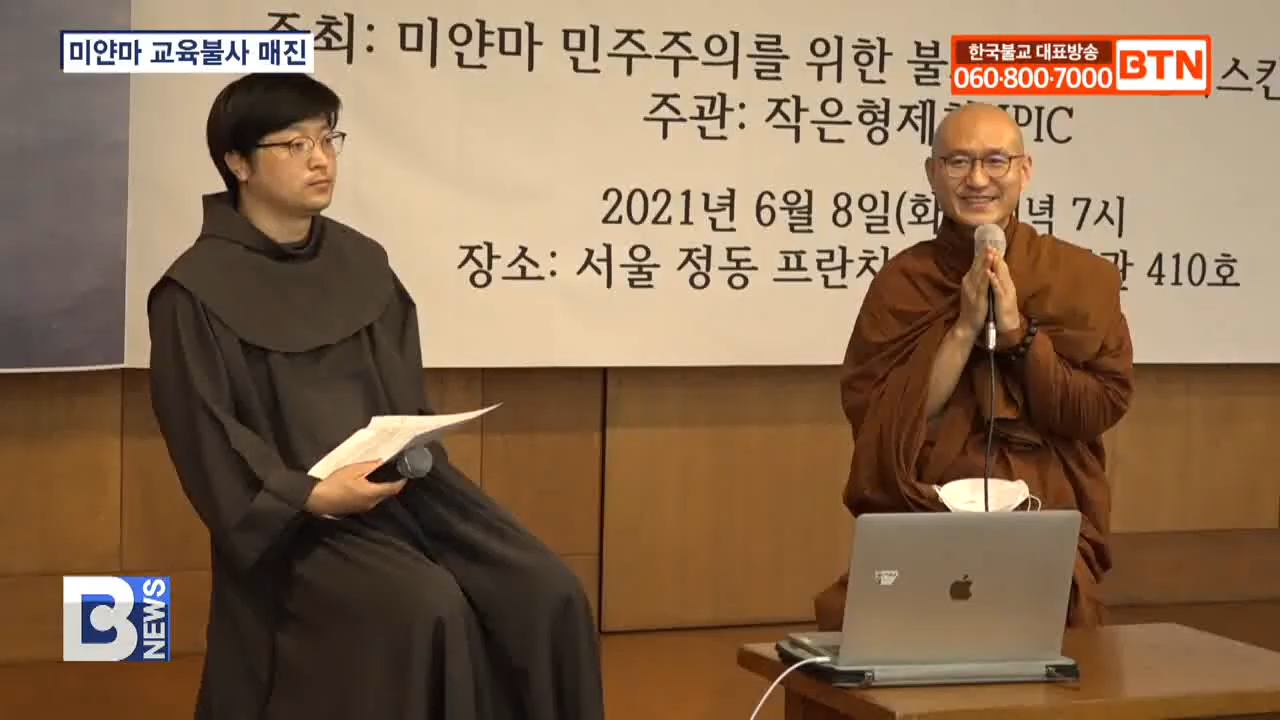 미얀마 교육불사 매진
한국불교 대표방송
060·800·7000
BTN
주최: 미얀마 민주주의를 위한 불
스킨
주관: 작은형제회 JPIC
2021년 6월 8일(화) 저녁 7시
장소: 서울 정동 프란치 410호
B NEWS